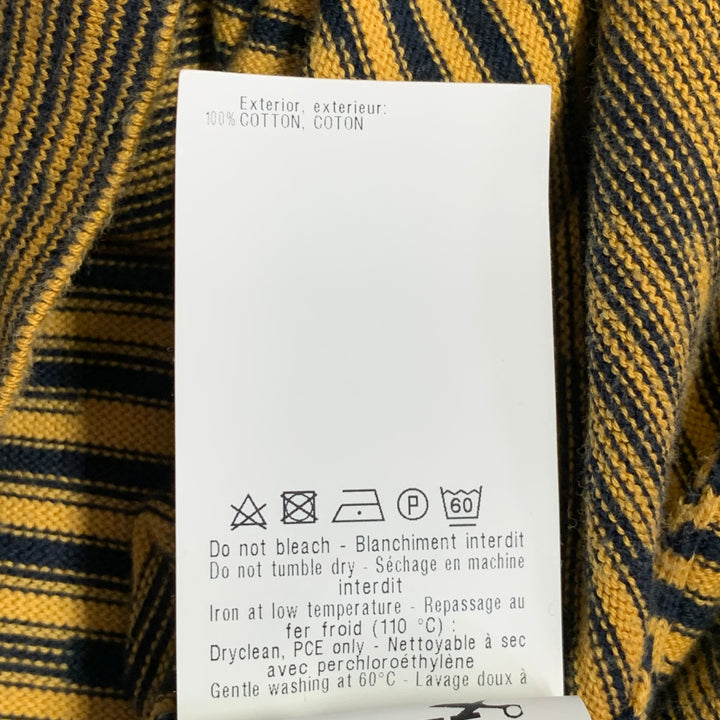 Exterior, exterieur:
100% COTTON, COTON
P 60
Do not bleach - Blanchiment interdit
Do not tumble dry - Séchage en machine
interdit
Iron at low temperature - Repassage au
fer froid (110 °C) :
Dryclean, PCE only - Nettoyable à sec
avec perchloroéthylène
Gentle washing at 60°C - Lavage doux à